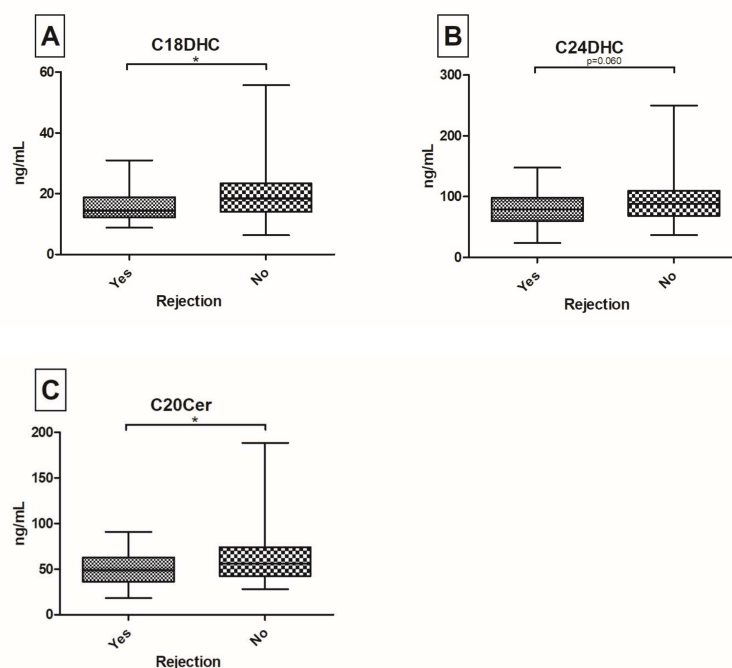 A
C18DHC
*
60
40
20
0
ng/mL
Yes
No
Rejection
B
C24DHC
p=0.060
300
200
100
0
ng/mL
Yes
No
Rejection
C
C20Cer
*
200
150
100
50
0
ng/mL
Yes
No
Rejection